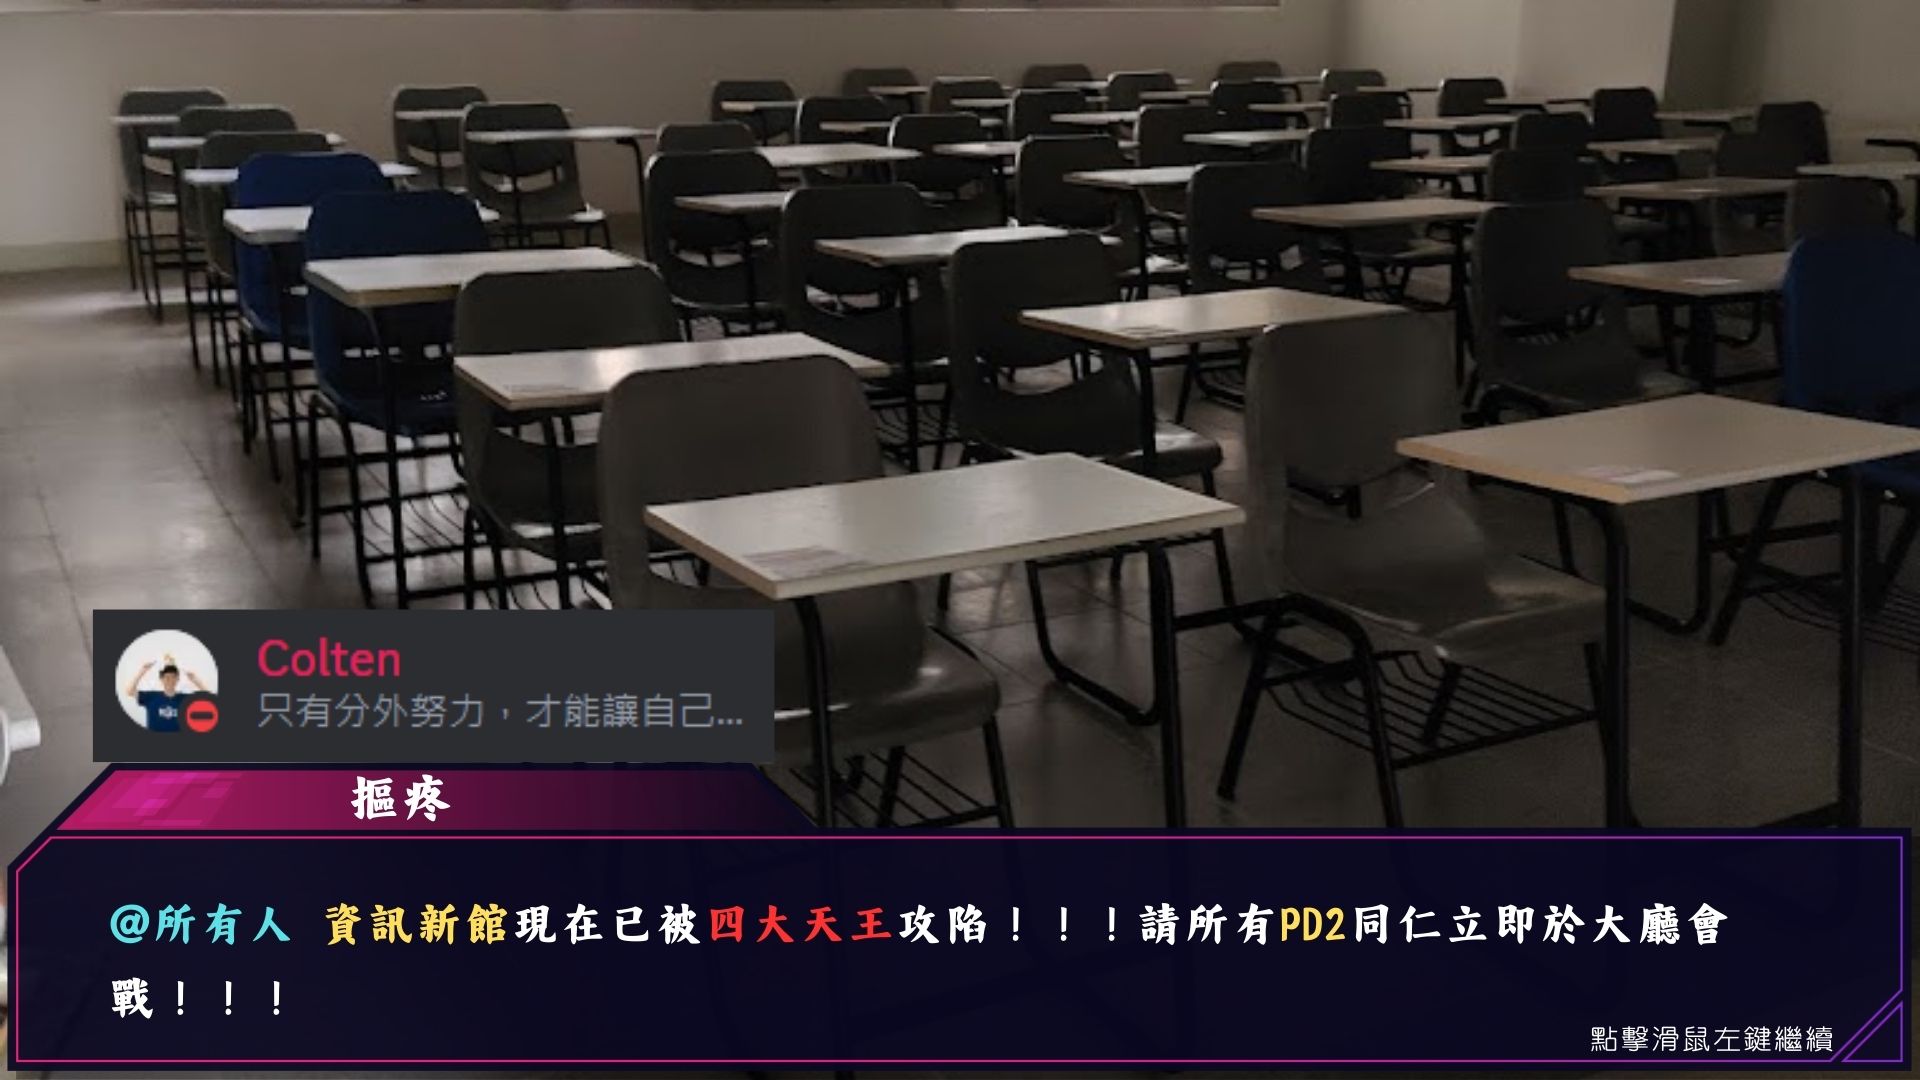 Colten
只有分外努力，才能讓自己...
摳疼
@所有人 資訊新館現在已被四大天王攻陷！！！請所有PD2同仁立即於大廳會
戰！！！
點擊滑鼠左鍵繼續